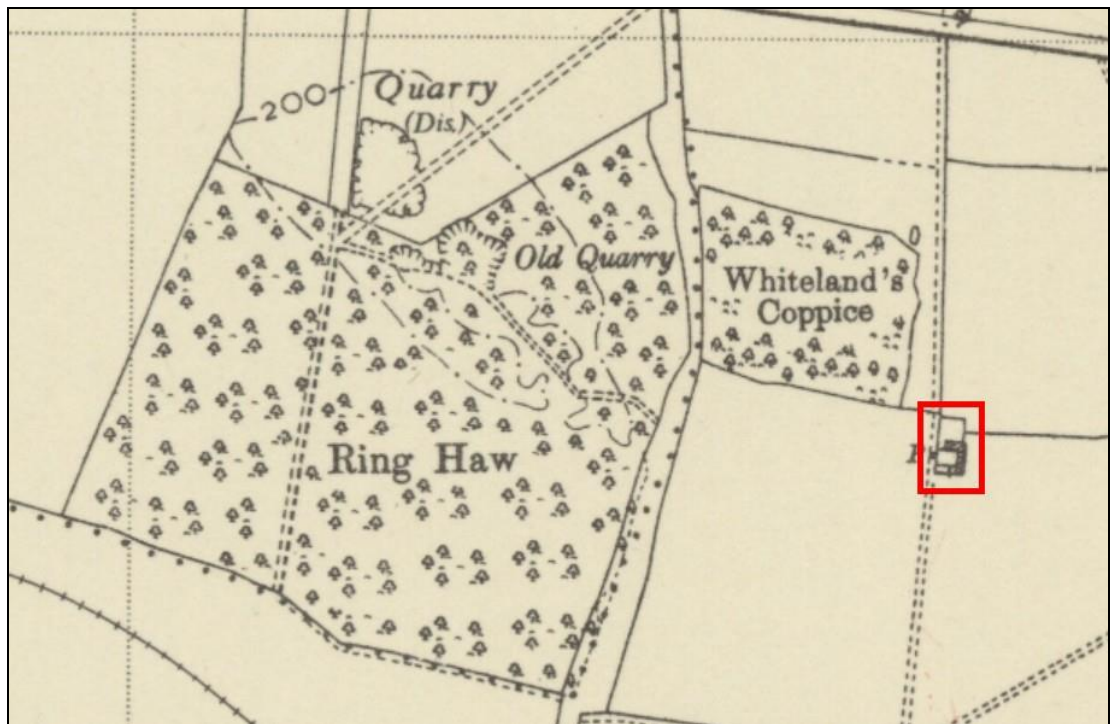 200
Quarry
(Dis.)
Old Quarry
Whiteland's
Coppice
Ring Haw
P